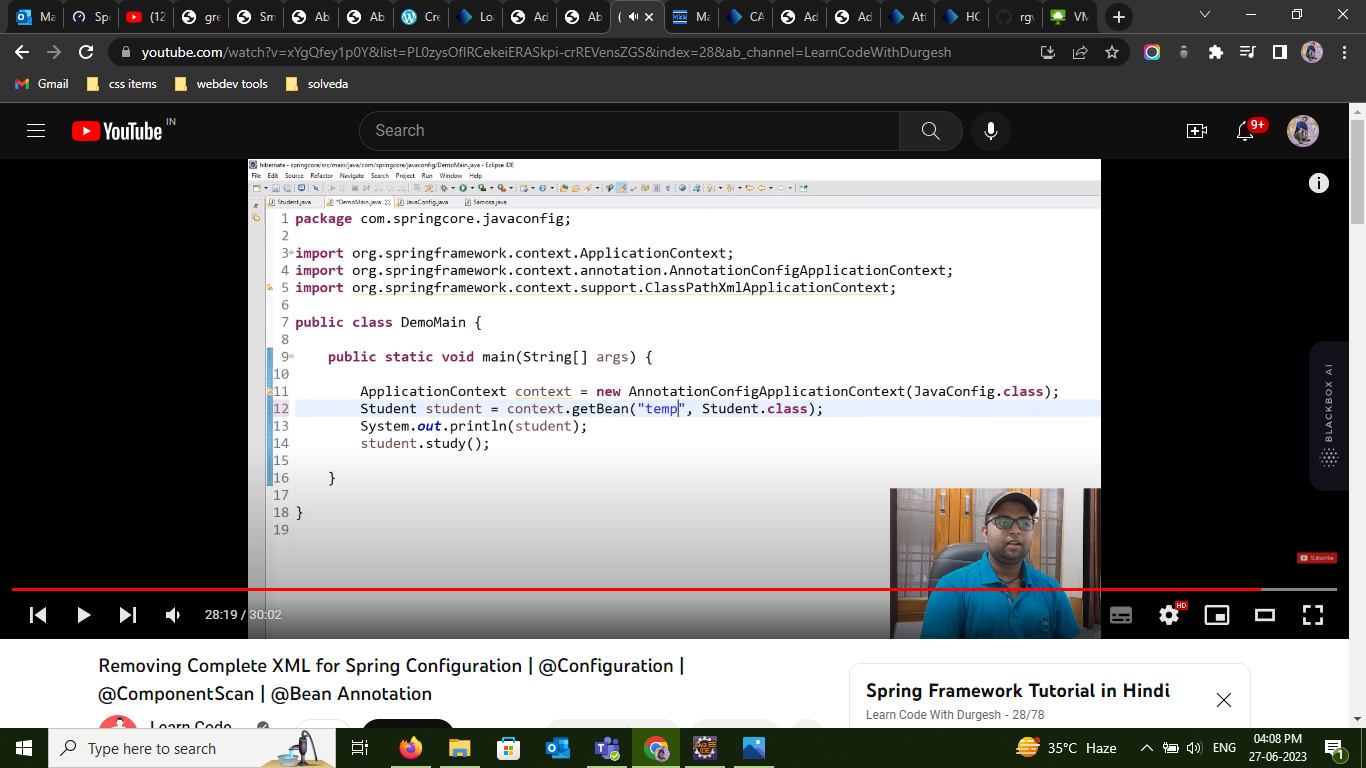 Ma
Sp
(12
gre
Sm
Ab
Ab
Cre
Lo
Ad
Ab
(
Ma
CA
Ad
Ad
Att
HC
rgv
VM
youtube.com/watch?v=xYgQfey1p0Y&list=PL0zysOflRCekeiERASkpi-crREVensZGS&index=28&ab_channel=LearnCodeWithDurgesh
Gmail
css items
webdev tools
solveda
YouTube IN
Search
9+
hibernate - springcore/src/main/java/com/springcore/javaconfig/DemoMain.java - Eclipse IDE
File Edit Source Refactor Navigate Search Project Run Window Help
Student.java *DemoMain.java JavaConfig.java Samosa.java
1 package com.springcore.javaconfig;
2
3 import org.springframework.context.ApplicationContext;
4 import org.springframework.context.annotation.AnnotationConfigApplicationContext;
5 import org.springframework.context.support.ClassPathXmlApplicationContext;
6
7 public class DemoMain {
8
9 public static void main(String[] args) {
10
11 ApplicationContext context = new AnnotationConfigApplicationContext(JavaConfig.class);
12 Student student = context.getBean("temp", Student.class);
13 System.out.println(student);
14 student.study();
15
16 }
17
18 }
19
BLACKBOX AI
Subscribe
28:19 / 30:02
HD
Removing Complete XML for Spring Configuration | @Configuration |
@ComponentScan | @Bean Annotation
Learn Code
Spring Framework Tutorial in Hindi
Learn Code With Durgesh - 28/78
Type here to search
35°C Haze
ENG
04:08 PM
27-06-2023
1